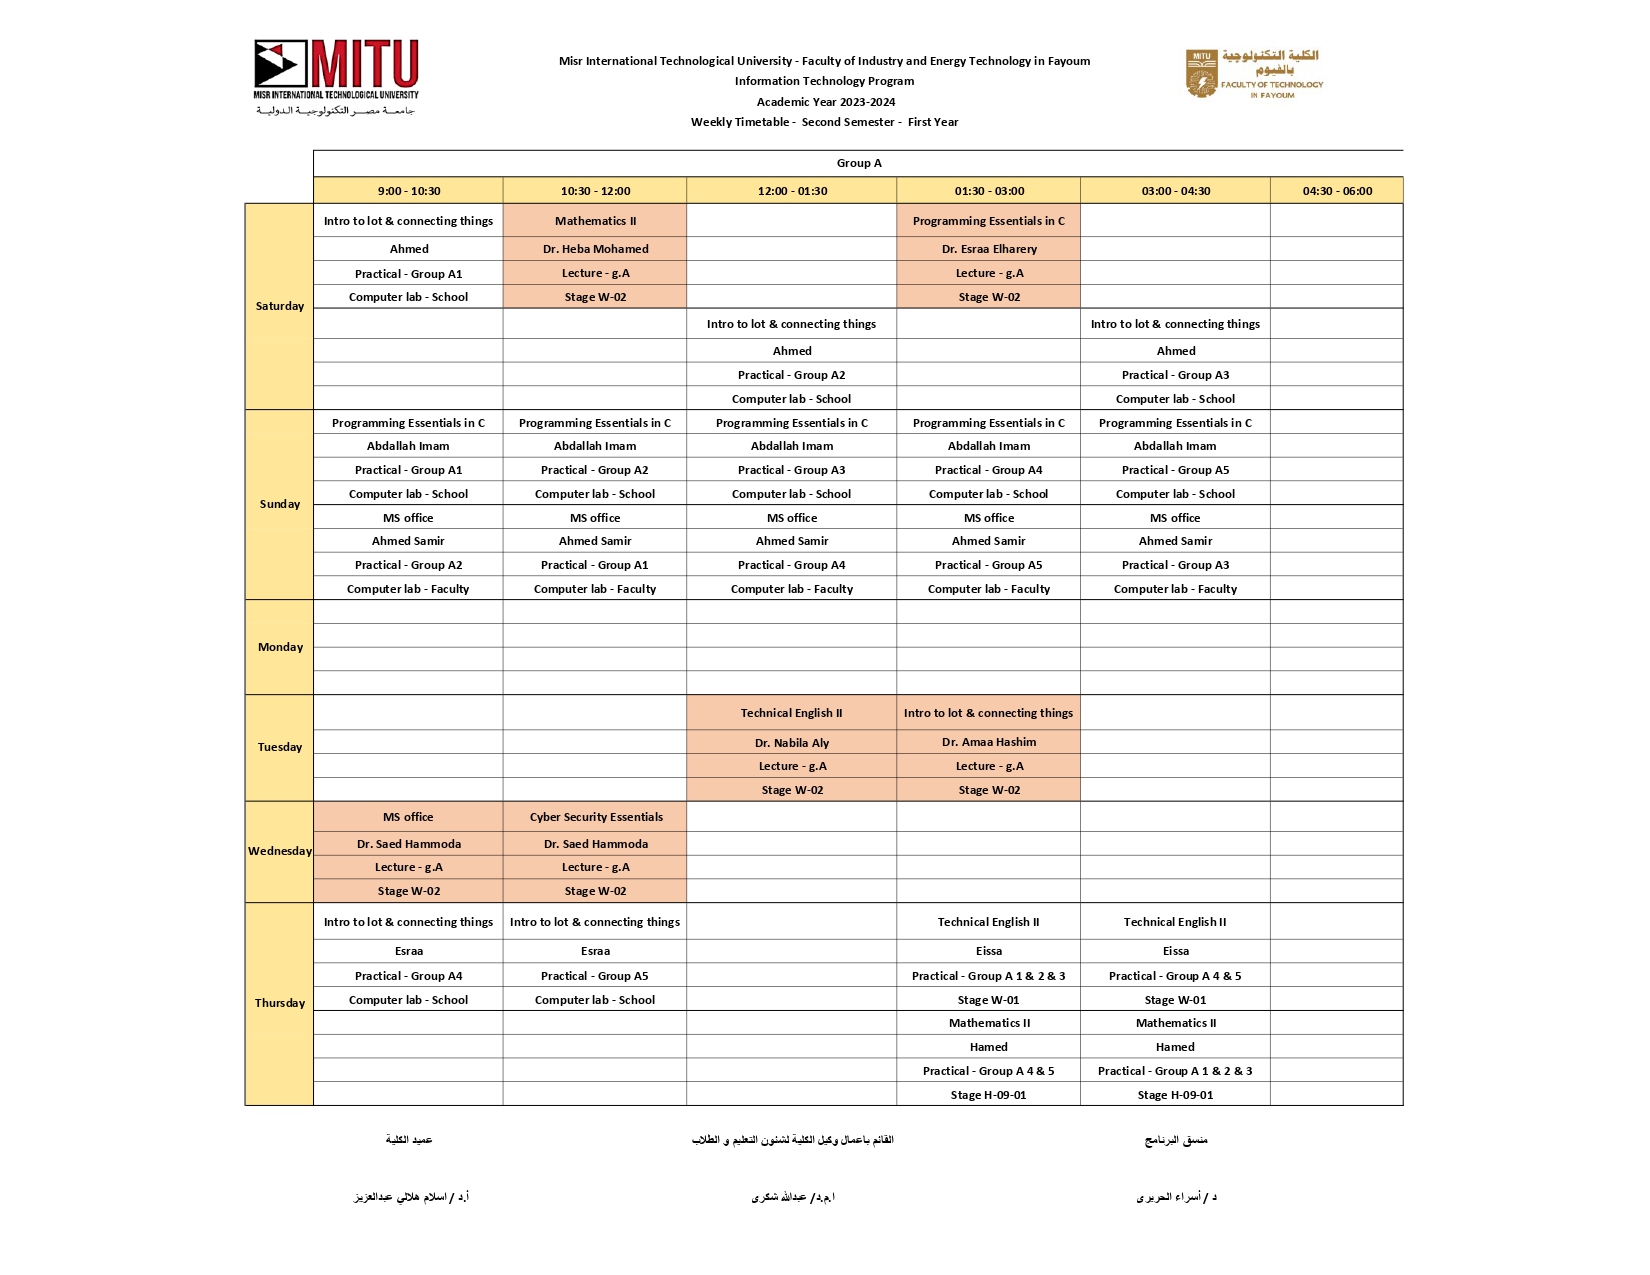 MITU
MISR INTERNATIONAL TECHNOLOGICAL UNIVERSITY
جامعة مصر التكنولوجية الدولية
Misr International Technological University - Faculty of Industry and Energy Technology in Fayoum
Information Technology Program
Academic Year 2023-2024
Weekly Timetable - Second Semester - First Year
MiTU
الكلية التكنولوجية
بالفيوم
FACULTY OF TECHNOLOGY
IN FAYOUM
Group A
9:00 - 10:30 10:30 - 12:00 12:00 - 01:30 01:30 - 03:00 03:00 - 04:30 04:30 - 06:00
Saturday
Intro to lot & connecting things Mathematics II Programming Essentials in C
Ahmed Dr. Heba Mohamed Dr. Esraa Elharery
Practical - Group A1 Lecture - g.A Lecture - g.A
Computer lab - School Stage W-02 Stage W-02
Intro to lot & connecting things Intro to lot & connecting things
Ahmed Ahmed
Practical - Group A2 Practical - Group A3
Computer lab - School Computer lab - School
Sunday
Programming Essentials in C Programming Essentials in C Programming Essentials in C Programming Essentials in C Programming Essentials in C
Abdallah Imam Abdallah Imam Abdallah Imam Abdallah Imam Abdallah Imam
Practical - Group A1 Practical - Group A2 Practical - Group A3 Practical - Group A4 Practical - Group A5
Computer lab - School Computer lab - School Computer lab - School Computer lab - School Computer lab - School
MS office MS office MS office MS office MS office
Ahmed Samir Ahmed Samir Ahmed Samir Ahmed Samir Ahmed Samir
Practical - Group A2 Practical - Group A1 Practical - Group A4 Practical - Group A5 Practical - Group A3
Computer lab - Faculty Computer lab - Faculty Computer lab - Faculty Computer lab - Faculty Computer lab - Faculty
Monday
Tuesday
Technical English II Intro to lot & connecting things
Dr. Nabila Aly Dr. Amaa Hashim
Lecture - g.A Lecture - g.A
Stage W-02 Stage W-02
Wednesday
MS office Cyber Security Essentials
Dr. Saed Hammoda Dr. Saed Hammoda
Lecture - g.A Lecture - g.A
Stage W-02 Stage W-02
Thursday
Intro to lot & connecting things Intro to lot & connecting things Technical English II Technical English II
Esraa Esraa Eissa Eissa
Practical - Group A4 Practical - Group A5 Practical - Group A 1 & 2 & 3 Practical - Group A 4 & 5
Computer lab - School Computer lab - School Stage W-01 Stage W-01
Mathematics II Mathematics II
Hamed Hamed
Practical - Group A 4 & 5 Practical - Group A 1 & 2 & 3
Stage H-09-01 Stage H-09-01
منسق البرنامج القائم باعمال وكيل الكلية لشئون التعليم و الطلاب عميد الكلية
د / أسراء الحريرى ا.م.د/ عبدالله شكرى أ.د / اسلام هلالي عبدالعزيز